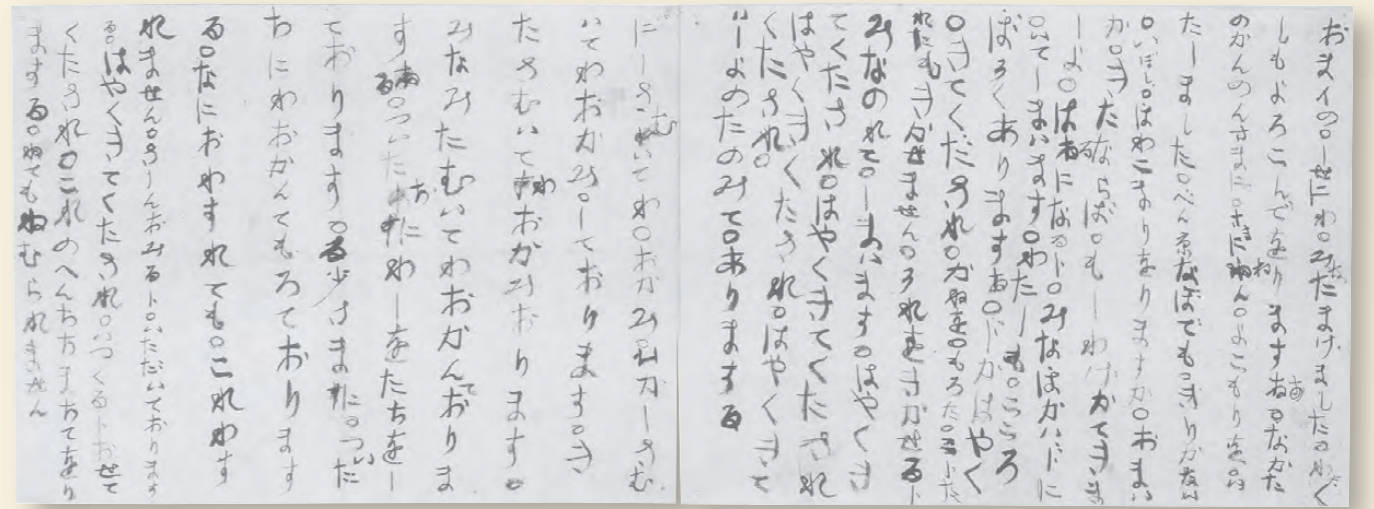 おまイの。しせにわ。みなたまけました。わたく
しもよろこんでをりまする。なかた
のかんのんさまに。さまにねん。よこもりを。い
たしました。べん京なぼでも。きりかない
。いぼし。ほわこまりをりますか。おまい
か。きたならば。もしわけかてきま
しよ。はるになるト。みなほかいドに
。いてしまいます。わたしも。こころ
ぼそくありまする。ドかはやく
。きてくだされ。かねを。もろた。こトた
れにもきかせません。それをきかせるト
みなのれて。しまいます。はやくき
てくたされ。はやくきてくたされ
はやくきてくたされ。はやくきて
くたされ。
いしよのたのみて。ありまする
にしさむいてわ。おかみ。ひかしさむ
いてわおかみ。しております。き
たさむいてわおかみおります。
みなみたむいてわおかんておりま
する。ついたちにわしをたちをし
ております。る少さまに。ついた
ちにわおかんてもろております
る。なにおわすれても。これわす
れません。さしんおみるト。いただいておりまする
。はやくきてくたされ。いつくるトおせて
くたされ。これのへんちちまちてをり
まする。ねてもねむられません